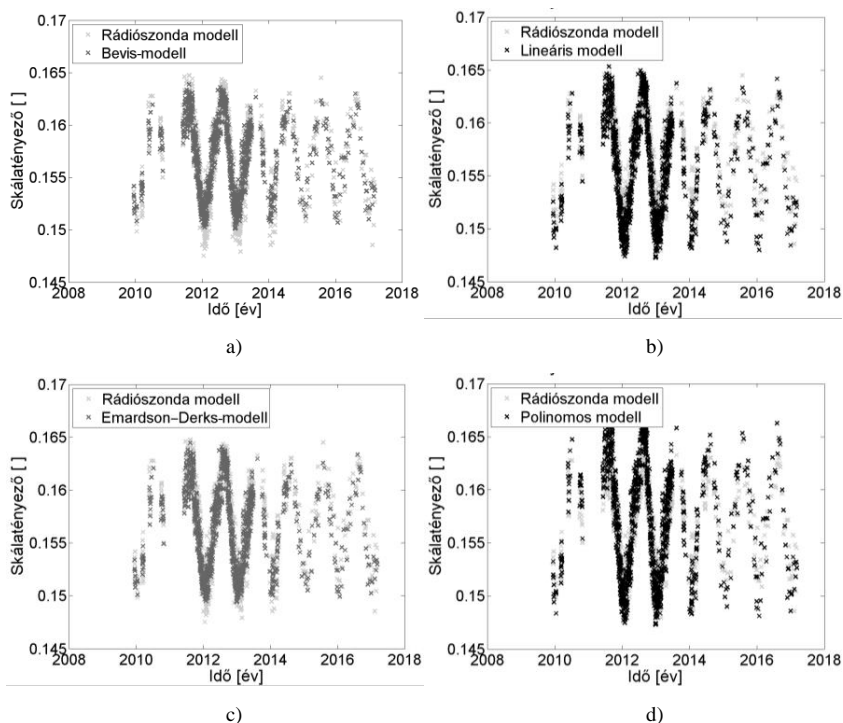 0.17
Rádiószonda modell
Bevis-modell
0.165
0.16
0.155
0.15
0.145
Skálatényező [ ]
2008 2010 2012 2014 2016 2018
Idő [év]
a)
0.17
Rádiószonda modell
Lineáris modell
0.165
0.16
0.155
0.15
0.145
Skálatényező [ ]
2008 2010 2012 2014 2016 2018
Idő [év]
b)
0.17
Rádiószonda modell
Emardson–Derks-modell
0.165
0.16
0.155
0.15
0.145
Skálatényező [ ]
2008 2010 2012 2014 2016 2018
Idő [év]
c)
0.17
Rádiószonda modell
Polinomos modell
0.165
0.16
0.155
0.15
0.145
Skálatényező [ ]
2008 2010 2012 2014 2016 2018
Idő [év]
d)